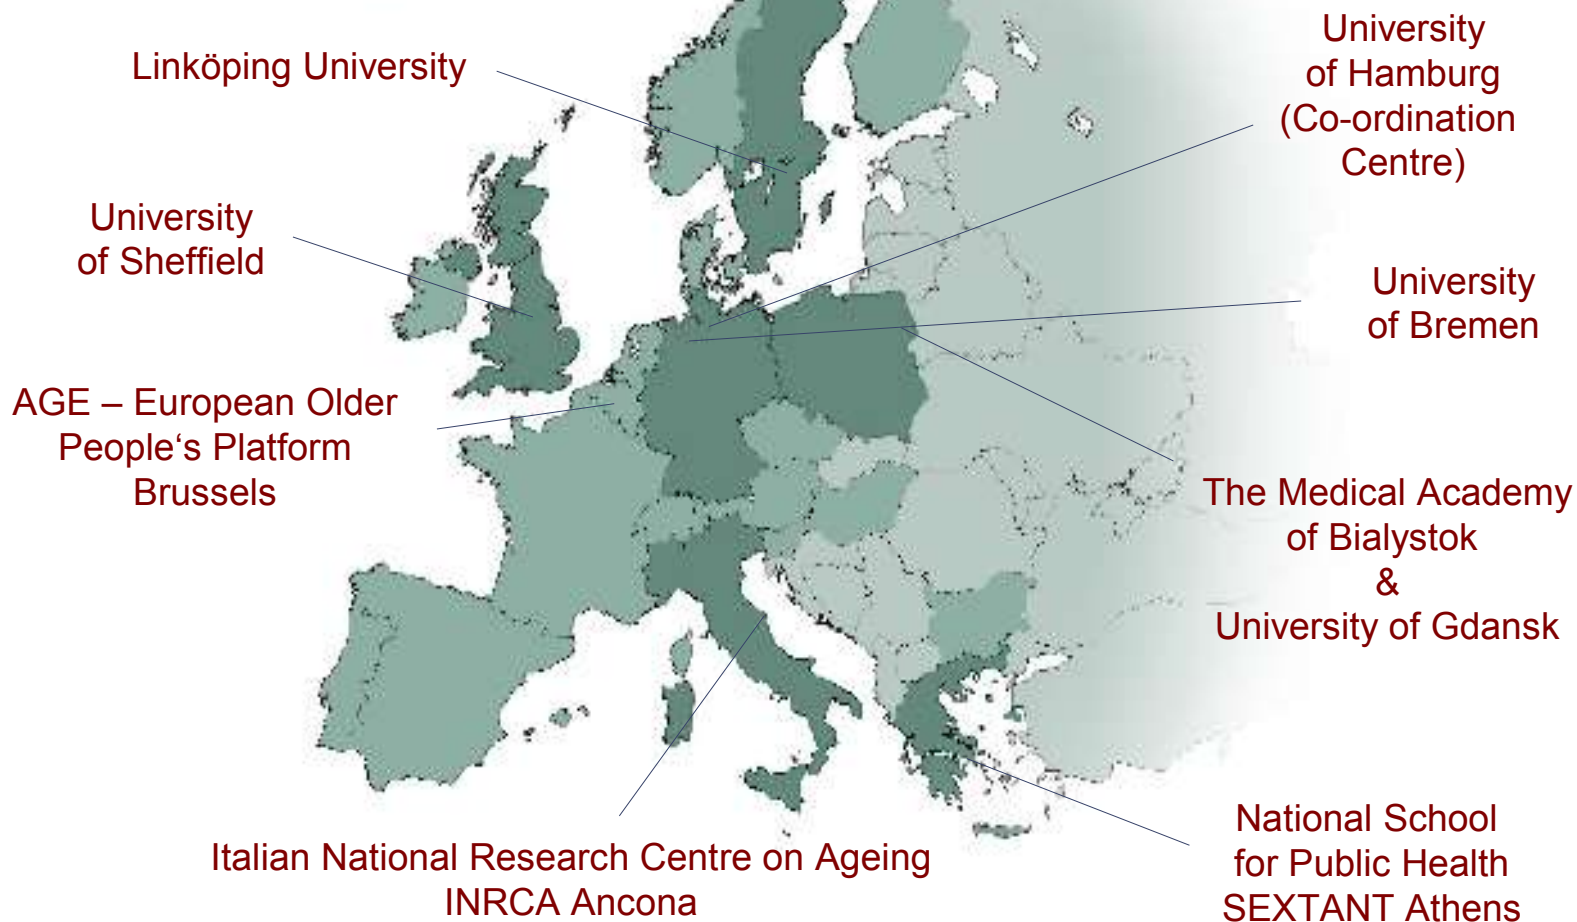 Linköping University
University
of Hamburg
(Co-ordination
Centre)
University
of Sheffield
University
of Bremen
AGE – European Older
People‘s Platform
Brussels
The Medical Academy
of Bialystok
&
University of Gdansk
Italian National Research Centre on Ageing
INRCA Ancona
National School
for Public Health
SEXTANT Athens